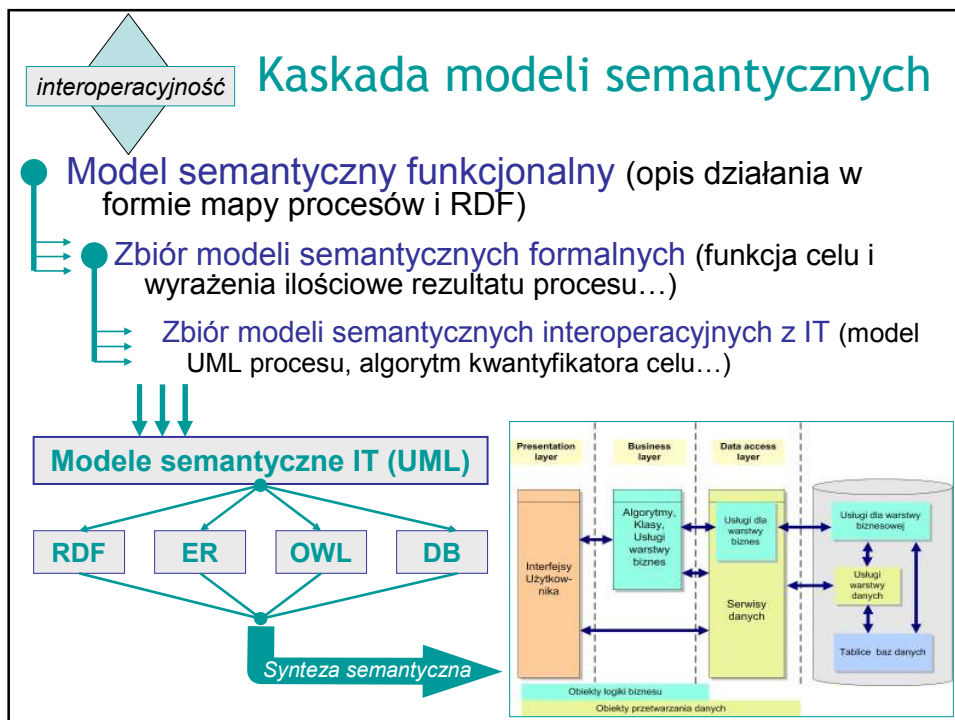 interoperacyjność
Kaskada modeli semantycznych
Model semantyczny funkcjonalny (opis działania w
formie mapy procesów i RDF)
Zbiór modeli semantycznych formalnych (funkcja celu i
wyrażenia ilościowe rezultatu procesu…)
Zbiór modeli semantycznych interoperacyjnych z IT (model
UML procesu, algorytm kwantyfikatora celu…)
Modele semantyczne IT (UML)
RDF
ER
OWL
DB
Synteza semantyczna
Presentation
layer
Business
layer
Data access
layer
Interfejsy
Użytkow-
nika
Algorytmy,
Klasy,
Usługi
warstwy
biznes
Usługi dla
warstwy
biznes
Serwisy
danych
Usługi dla warstwy
biznesowej
Usługi
warstwy
danych
Tablice baz danych
Obiekty logiki biznesu
Obiekty przetwarzania danych